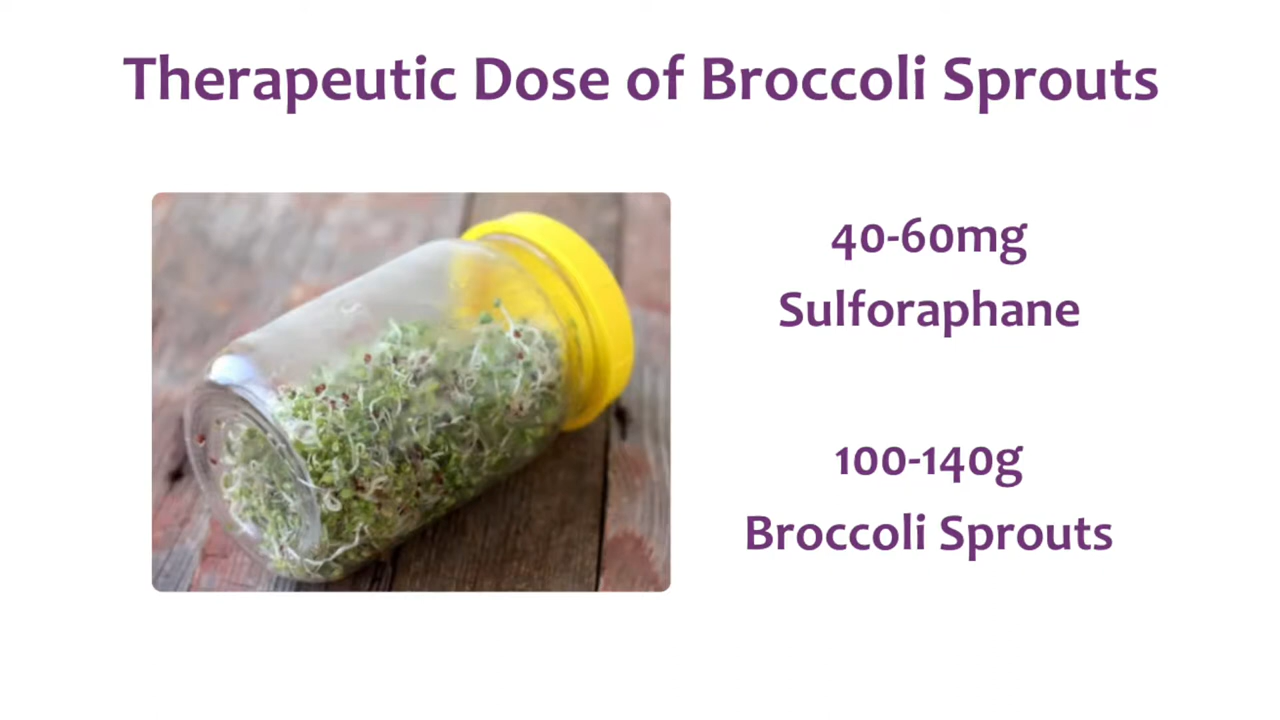 Therapeutic Dose of Broccoli Sprouts
40-60mg
Sulforaphane
100-140g
Broccoli Sprouts